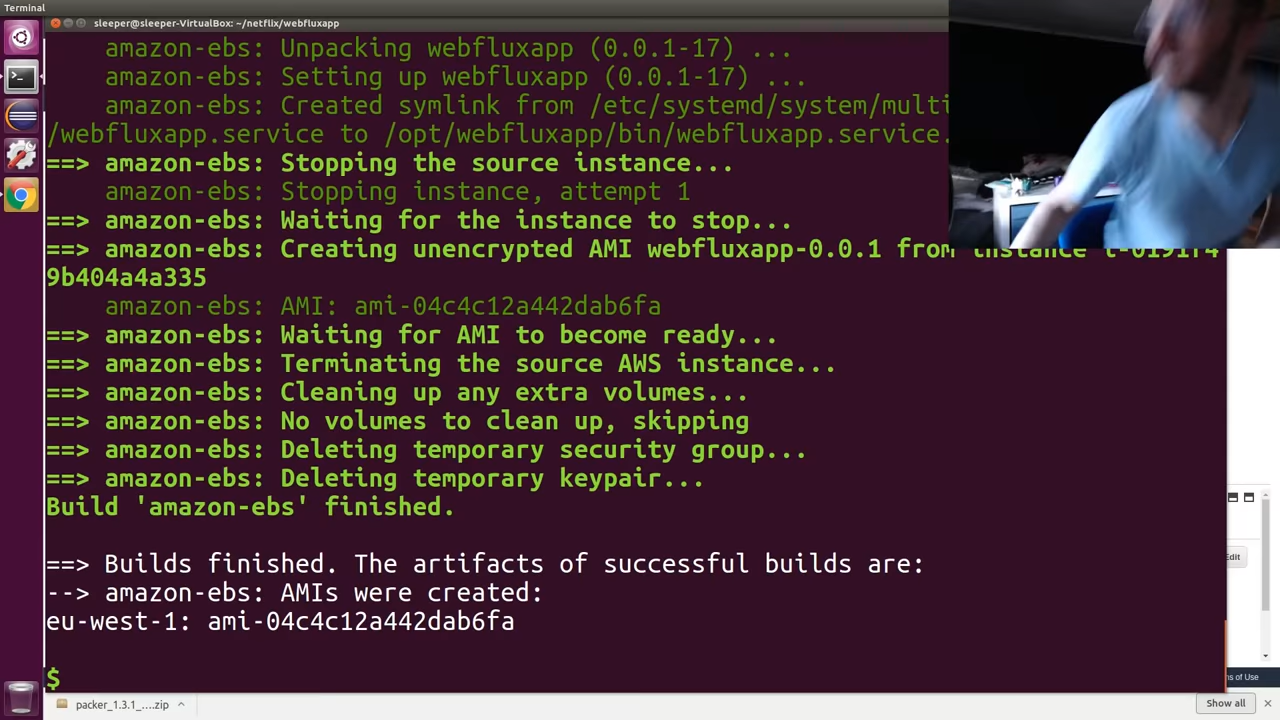 Terminal
sleeper@sleeper-VirtualBox: ~/netflix/webfluxapp
amazon-ebs: Unpacking webfluxapp (0.0.1-17) ...
amazon-ebs: Setting up webfluxapp (0.0.1-17) ...
amazon-ebs: Created symlink from /etc/systemd/system/multi
/webfluxapp.service to /opt/webfluxapp/bin/webfluxapp.service.
==> amazon-ebs: Stopping the source instance...
amazon-ebs: Stopping instance, attempt 1
==> amazon-ebs: Waiting for the instance to stop...
==> amazon-ebs: Creating unencrypted AMI webfluxapp-0.0.1 from instance
9b404a4a335
amazon-ebs: AMI: ami-04c4c12a442dab6fa
==> amazon-ebs: Waiting for AMI to become ready...
==> amazon-ebs: Terminating the source AWS instance...
==> amazon-ebs: Cleaning up any extra volumes...
==> amazon-ebs: No volumes to clean up, skipping
==> amazon-ebs: Deleting temporary security group...
==> amazon-ebs: Deleting temporary keypair...
Build 'amazon-ebs' finished.
Edit
==> Builds finished. The artifacts of successful builds are:
--> amazon-ebs: AMIs were created:
eu-west-1: ami-04c4c12a442dab6fa
$
ns of Use
packer_1.3.1_....zip
Show all